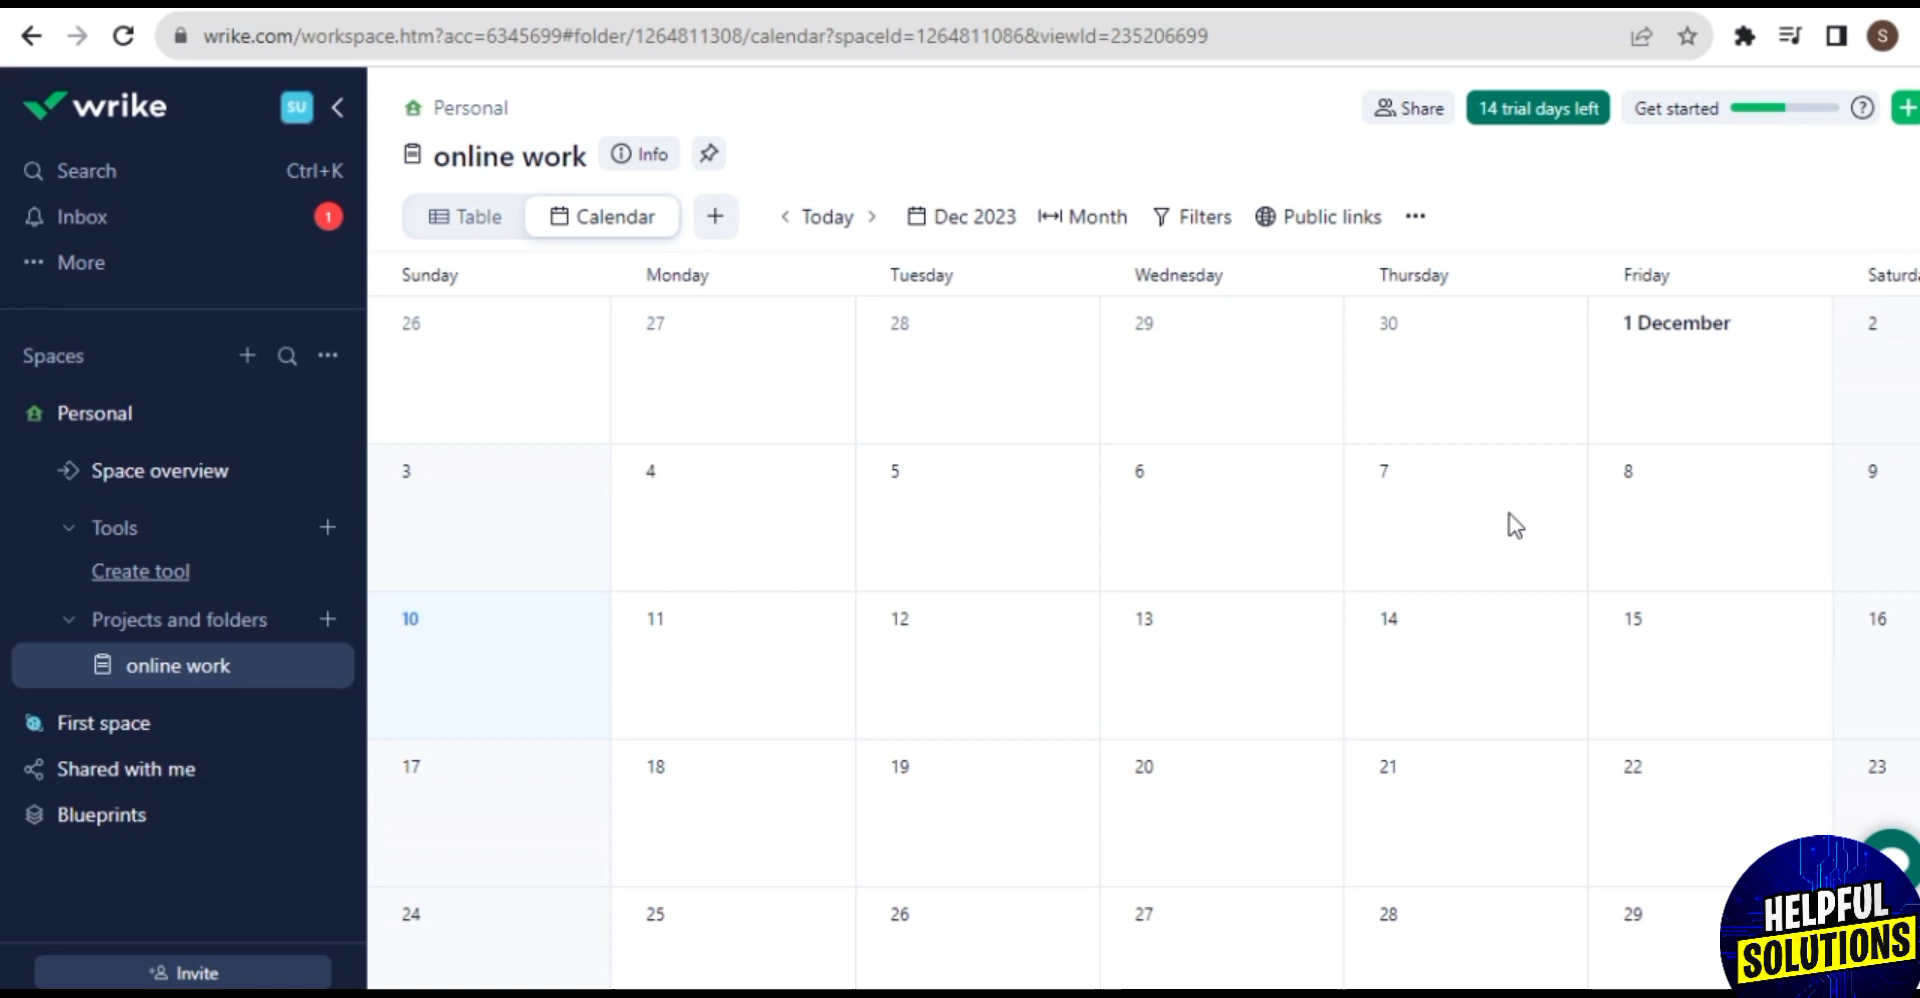 wrike.com/workspace.htm?acc=6345699#folder/1264811308/calendar?spaceId=1264811086&viewId=235206699
S
wrike
SU
Search Ctrl+K
Inbox 1
More
Spaces
Personal
Space overview
Tools
Create tool
Projects and folders
online work
First space
Shared with me
Blueprints
Invite
Personal
Share
14 trial days left
Get started
online work
Info
Table
Calendar
Today
Dec 2023
Month
Filters
Public links
Sunday Monday Tuesday Wednesday Thursday Friday Saturd
26 27 28 29 30 1 December 2
3 4 5 6 7 8 9
10 11 12 13 14 15 16
17 18 19 20 21 22 23
24 25 26 27 28 29
HELPFUL
SOLUTIONS